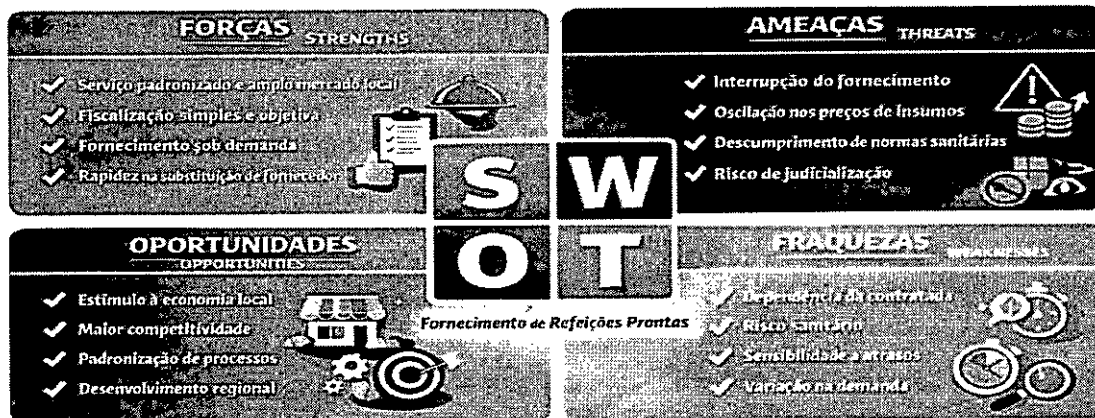 FORÇAS STRENGTHS
Serviço padronizado e amplo mercado local
Fiscalização simples e objetiva
Fornecimento sob demanda
Rapidez na substituição de fornecedor
AMEAÇAS THREATS
Interrupção do fornecimento
Oscilação nos preços de insumos
Descumprimento de normas sanitárias
Risco de judicialização
S W
O T
Fornecimento de Refeições Prontas
OPORTUNIDADES
OPPORTUNITIES
Estímulo à economia local
Maior competitividade
Padronização de processos
Desenvolvimento regional
FRAQUEZAS WEAKNESSES
Dependência da contratada
Risco sanitário
Sensibilidade a atrasos
Variação na demanda